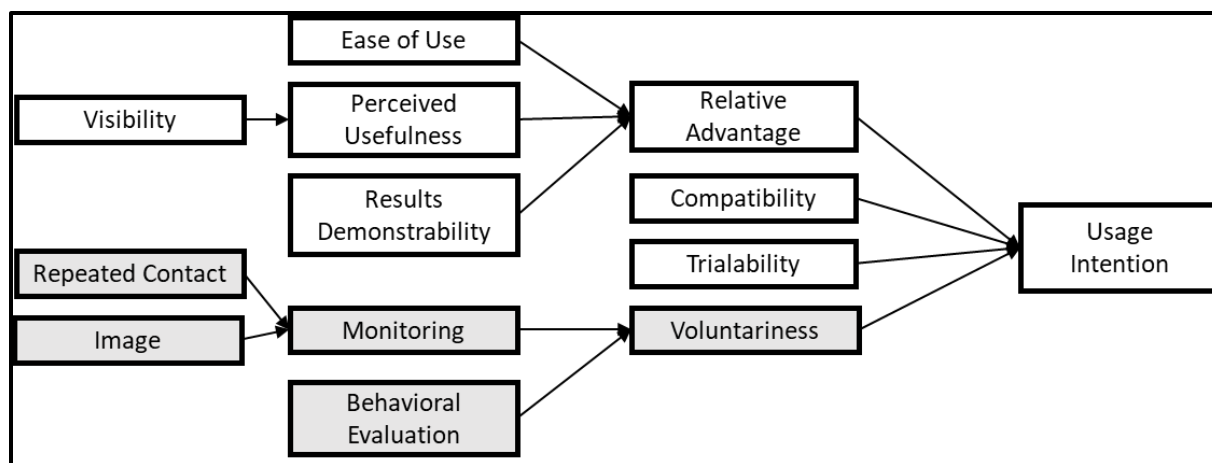 Ease of Use
Visibility
Perceived
Usefulness
Relative
Advantage
Results
Demonstrability
Compatibility
Usage
Intention
Trialability
Repeated Contact
Image
Monitoring
Voluntariness
Behavioral
Evaluation